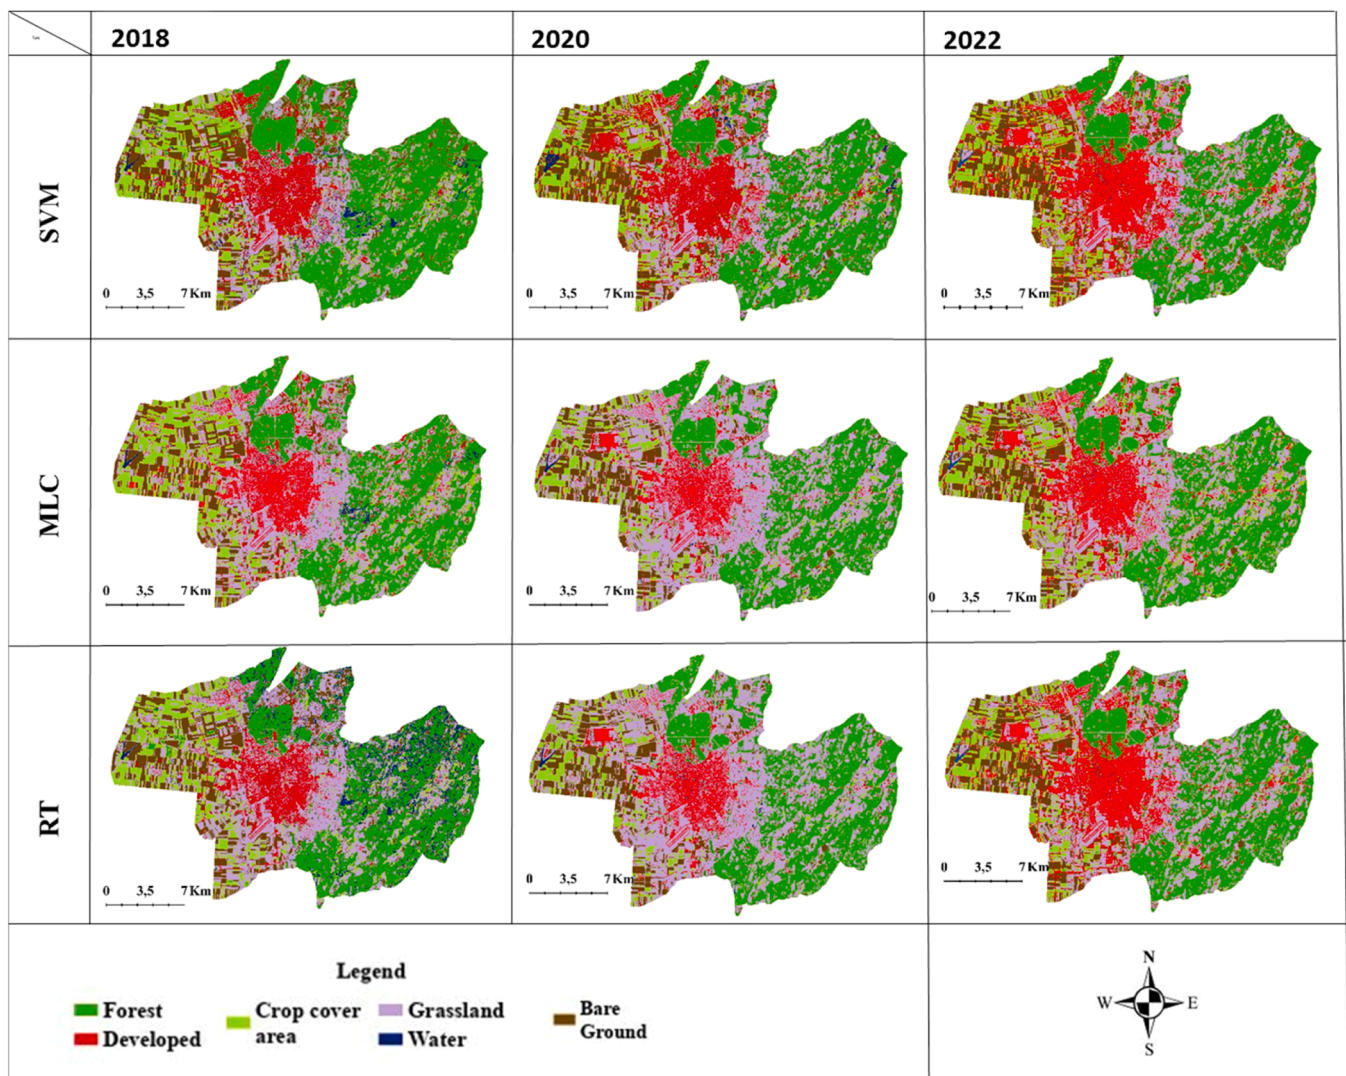 2018
2020
2022
SVM
0 3,5 7 Km
0 3,5 7 Km
0 3,5 7 Km
MLC
0 3,5 7 Km
0 3,5 7 Km
0 3,5 7 Km
RT
0 3,5 7 Km
0 3,5 7 Km
0 3,5 7 Km
Legend
Forest
Developed
Crop cover
area
Grassland
Water
Bare
Ground
N
W E
S